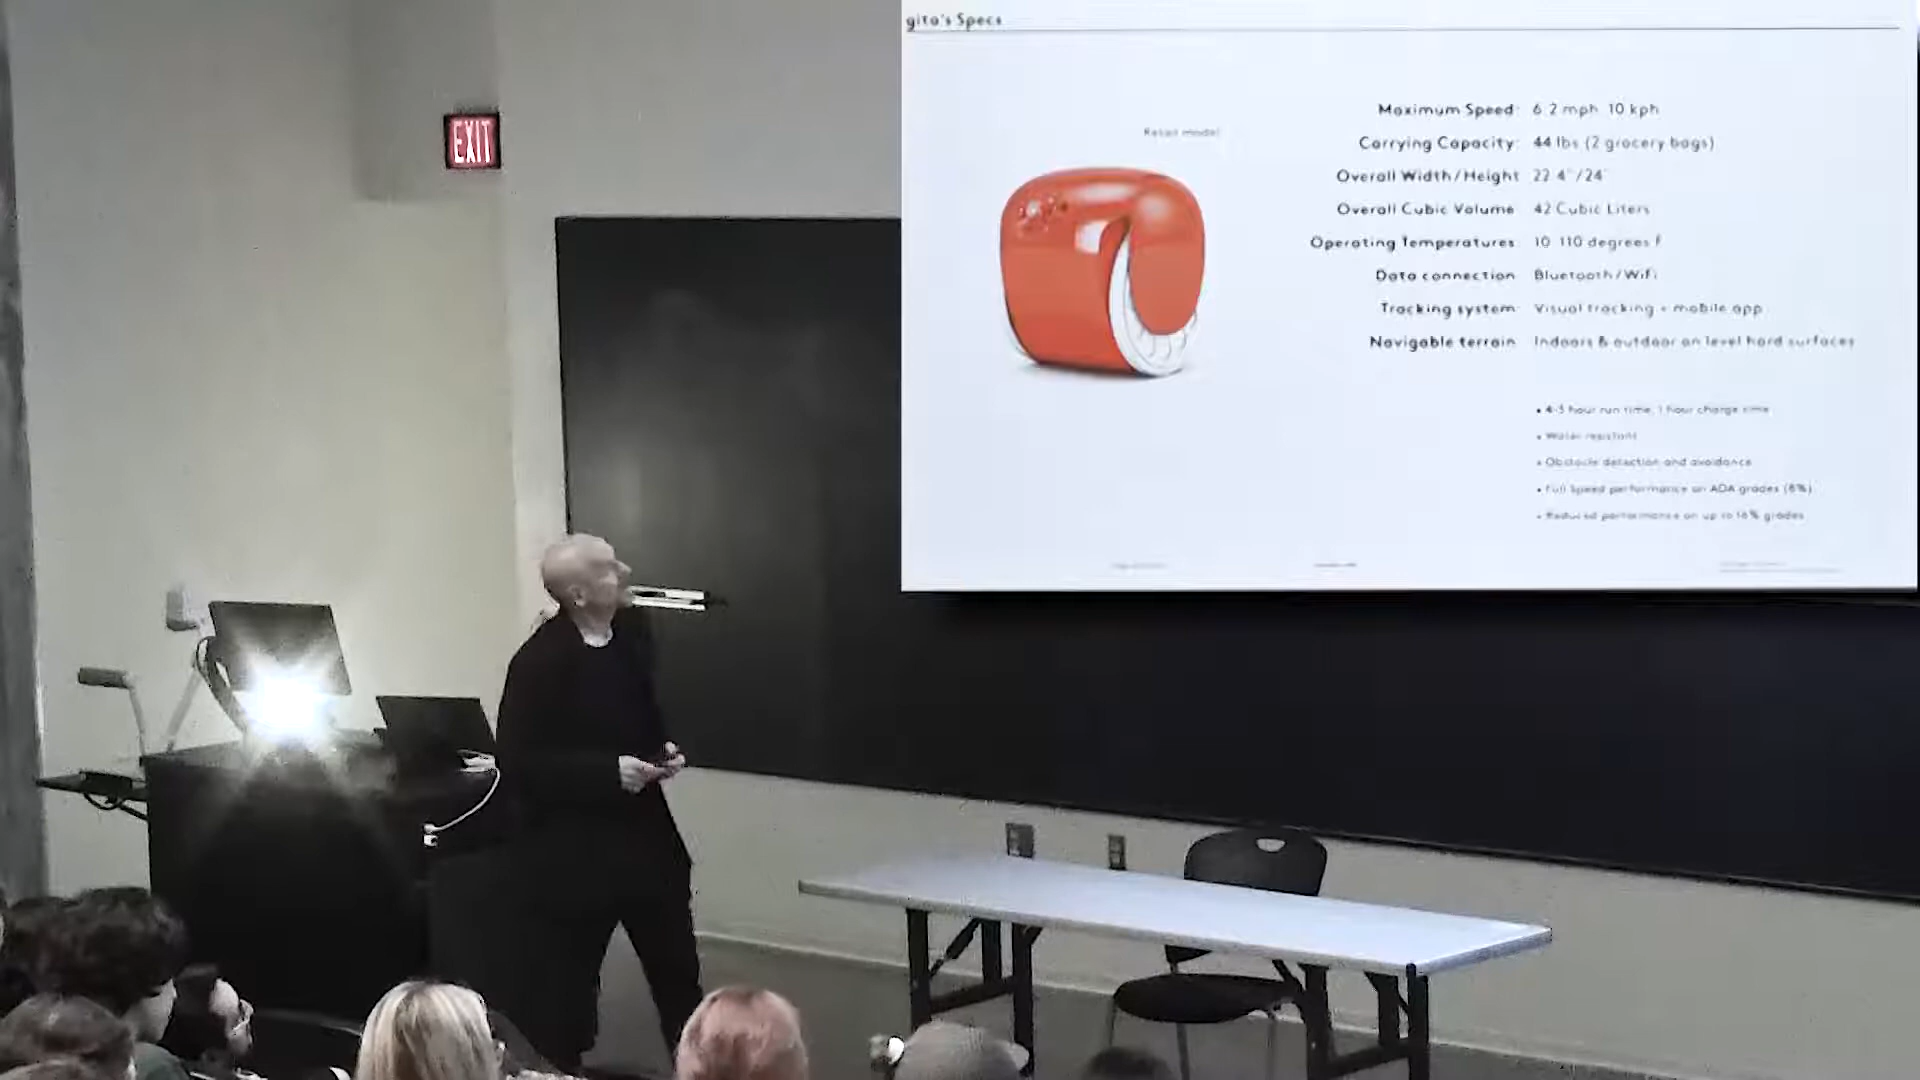 gita's Specs
EXIT
Retail model
Maximum Speed: 6.2 mph 10 kph
Carrying Capacity: 44 lbs (2 grocery bags)
Overall Width/Height 22.4"/24"
Overall Cubic Volume 42 Cubic Liters
Operating Temperatures 10 110 degrees F
Data connection Bluetooth/Wifi
Tracking system: Visual tracking + mobile app
Navigable terrain Indoors & outdoor on level hard surfaces
• hour run time, 1 hour charge time
• Water resistant
• Obstacle detection and avoidance
• Full Speed performance on ADA grades (8%)
• Reduced performance on up to 16% grades